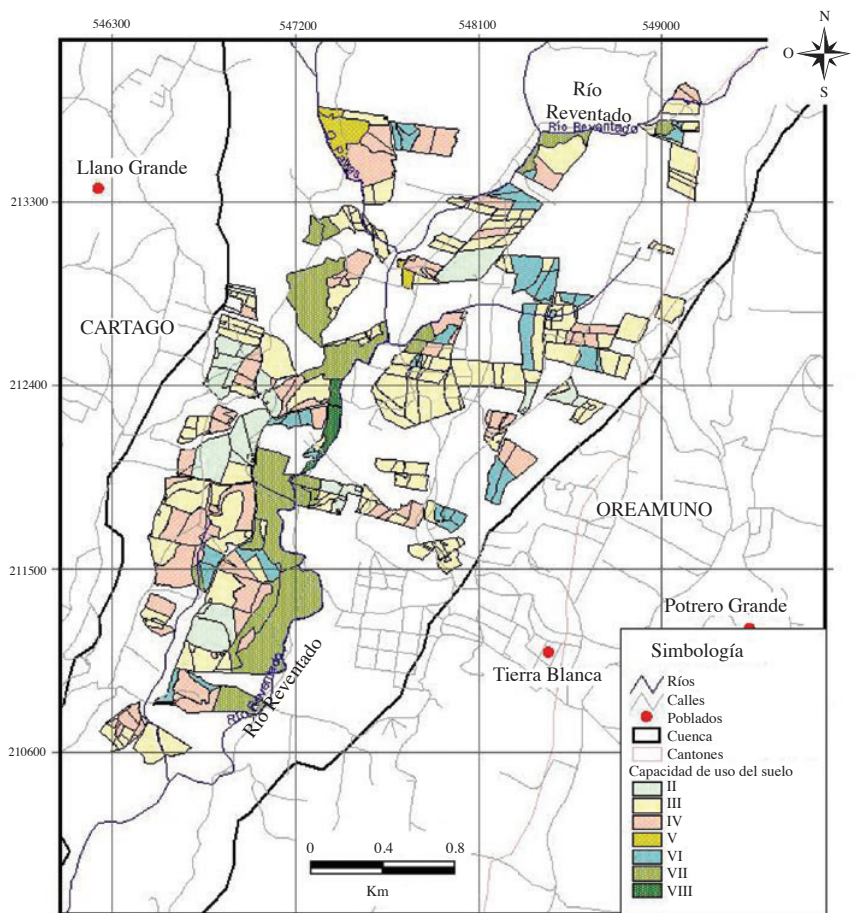 546300
547200
548100
549000
N
O
S
Río
Reventado
Río Reventado
Llano Grande
213300
CARTAGO
212400
OREAMUNO
211500
Potrero Grande
Tierra Blanca
Río Reventado
Río Reventado
210600
Simbología
Ríos
Calles
Poblados
Cuenca
Cantones
Capacidad de uso del suelo
II
III
IV
V
VI
VII
VIII
0 0.4 0.8
Km